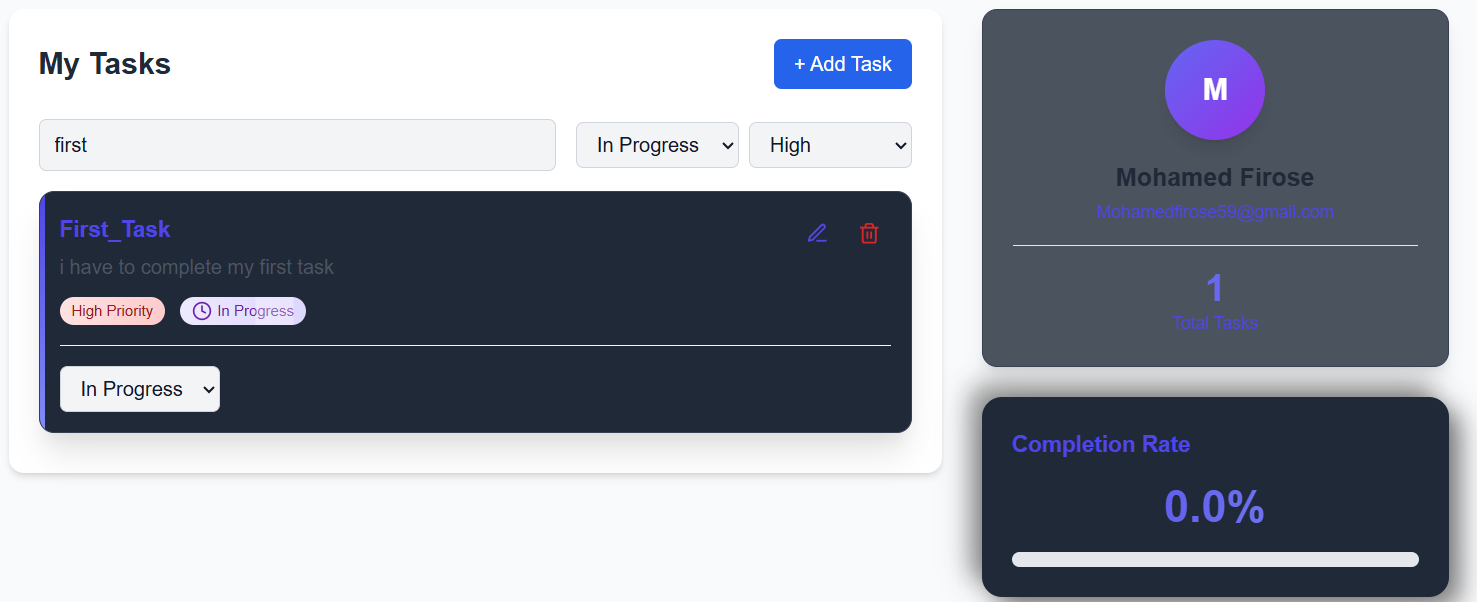 My Tasks
+ Add Task
first
In Progress
High
First_Task
i have to complete my first task
High Priority
In Progress
In Progress
M
Mohamed Firose
Mohamedfirose59@gmail.com
1
Total Tasks
Completion Rate
0.0%